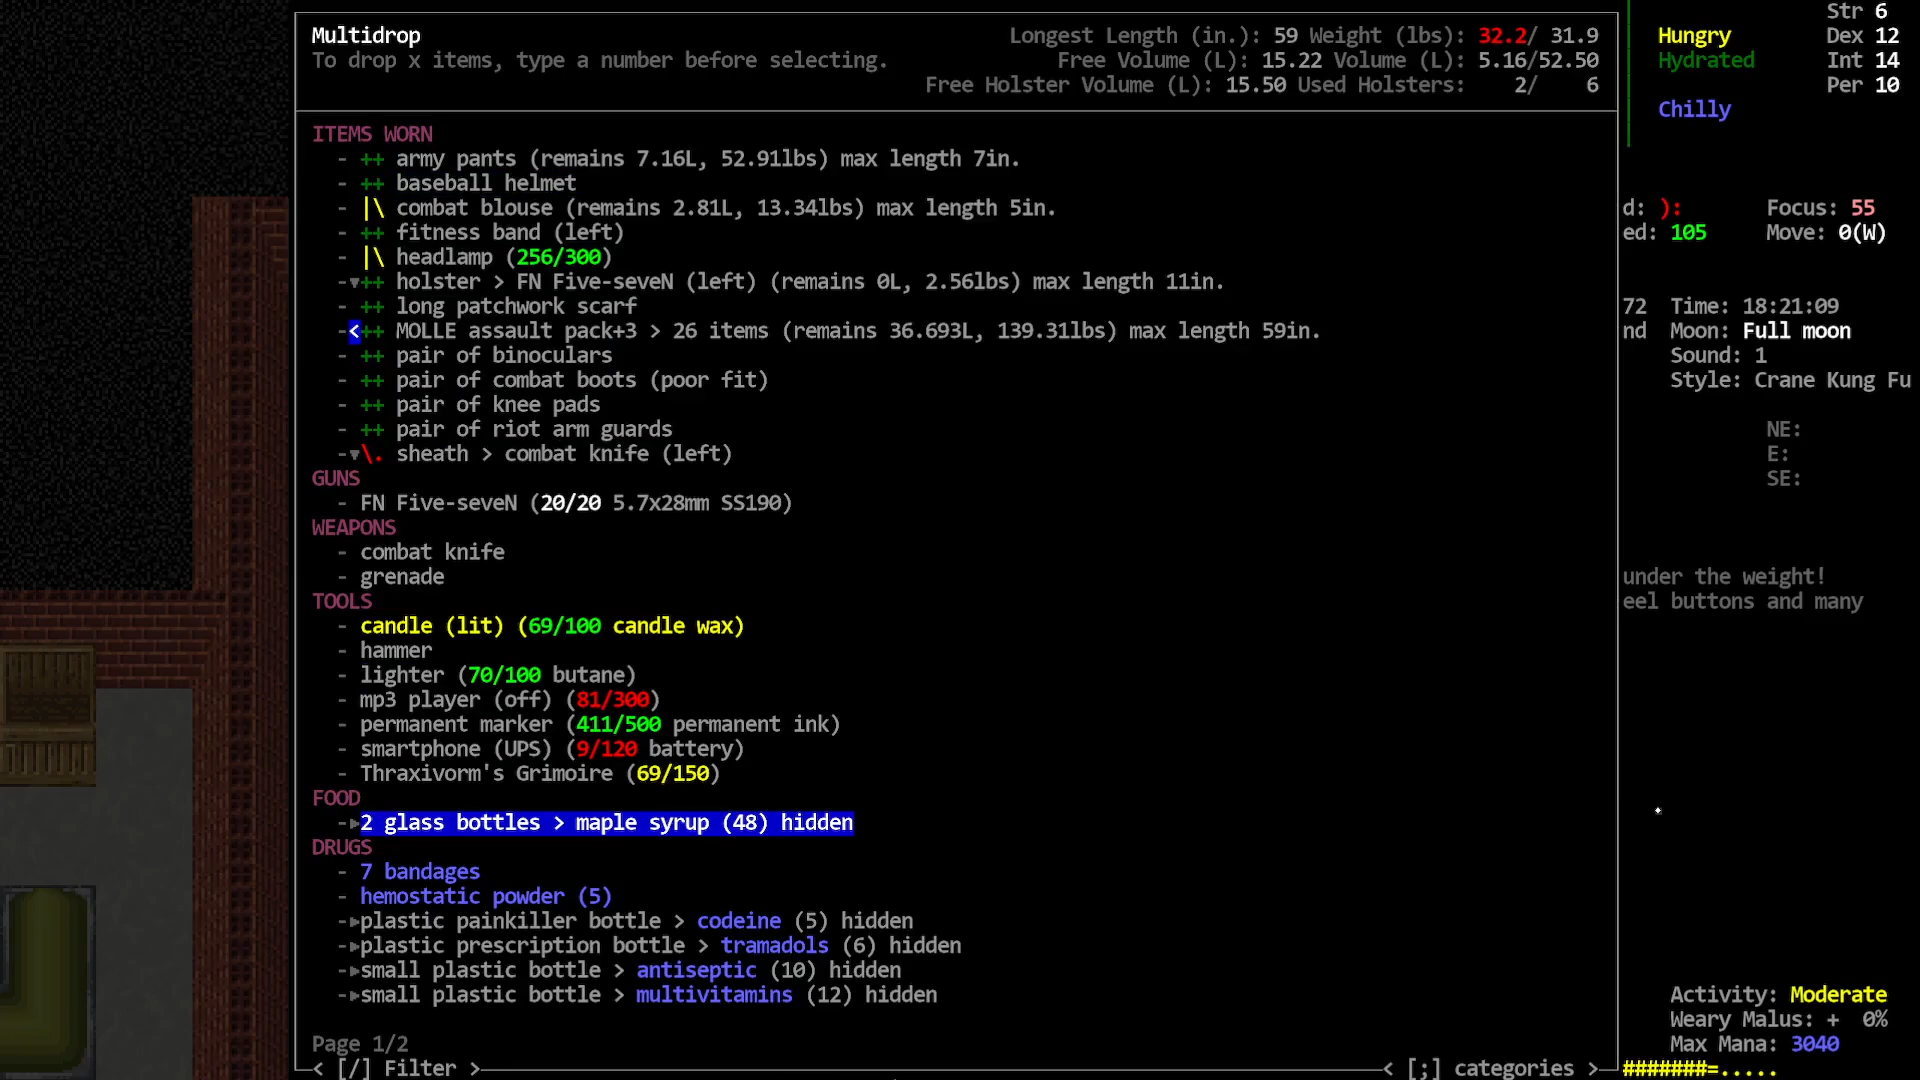 Multidrop
To drop x items, type a number before selecting.
Longest Length (in.): 59 Weight (lbs): 32.2/ 31.9
Free Volume (L): 15.22 Volume (L): 5.16/52.50
Free Holster Volume (L): 15.50 Used Holsters: 2/ 6
ITEMS WORN
- ++ army pants (remains 7.16L, 52.91lbs) max length 7in.
- ++ baseball helmet
- |\ combat blouse (remains 2.81L, 13.34lbs) max length 5in.
- ++ fitness band (left)
- |\ headlamp (256/300)
-▼++ holster > FN Five-seveN (left) (remains 0L, 2.56lbs) max length 11in.
- ++ long patchwork scarf
-<++ MOLLE assault pack+3 > 26 items (remains 36.693L, 139.31lbs) max length 59in.
- ++ pair of binoculars
- ++ pair of combat boots (poor fit)
- ++ pair of knee pads
- ++ pair of riot arm guards
-▼\. sheath > combat knife (left)
GUNS
- FN Five-seveN (20/20 5.7x28mm SS190)
WEAPONS
- combat knife
- grenade
TOOLS
- candle (lit) (69/100 candle wax)
- hammer
- lighter (70/100 butane)
- mp3 player (off) (81/300)
- permanent marker (411/500 permanent ink)
- smartphone (UPS) (9/120 battery)
- Thraxivorm's Grimoire (69/150)
FOOD
-▶2 glass bottles > maple syrup (48) hidden
DRUGS
- 7 bandages
- hemostatic powder (5)
-▶plastic painkiller bottle > codeine (5) hidden
-▶plastic prescription bottle > tramadols (6) hidden
-▶small plastic bottle > antiseptic (10) hidden
-▶small plastic bottle > multivitamins (12) hidden
Page 1/2
< [/] Filter >
< [;] categories >
Str 6
Hungry Dex 12
Hydrated Int 14
Per 10
Chilly
d: ): Focus: 55
ed: 105 Move: 0(W)
72 Time: 18:21:09
nd Moon: Full moon
Sound: 1
Style: Crane Kung Fu
NE:
E:
SE:
under the weight!
eel buttons and many
Activity: Moderate
Weary Malus: + 0%
Max Mana: 3040
#######=.....